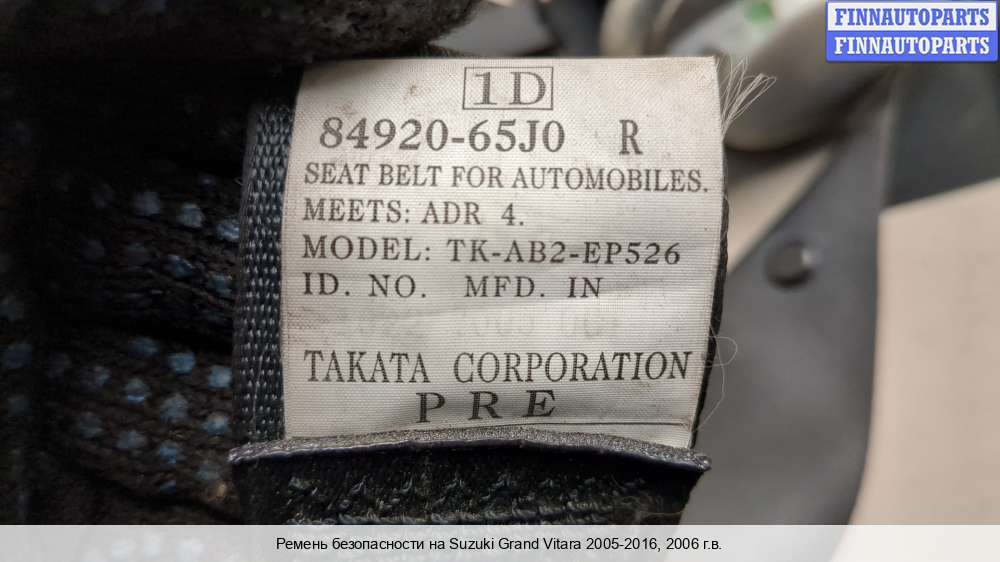 FINNAUTOPARTS
FINNAUTOPARTS
1D
84920-65J0 R
SEAT BELT FOR AUTOMOBILES.
MEETS: ADR 4.
MODEL: TK-AB2-EP526
ID. NO. MFD. IN
TAKATA CORPORATION
PRE
Ремень безопасности на Suzuki Grand Vitara 2005-2016, 2006 г.в.